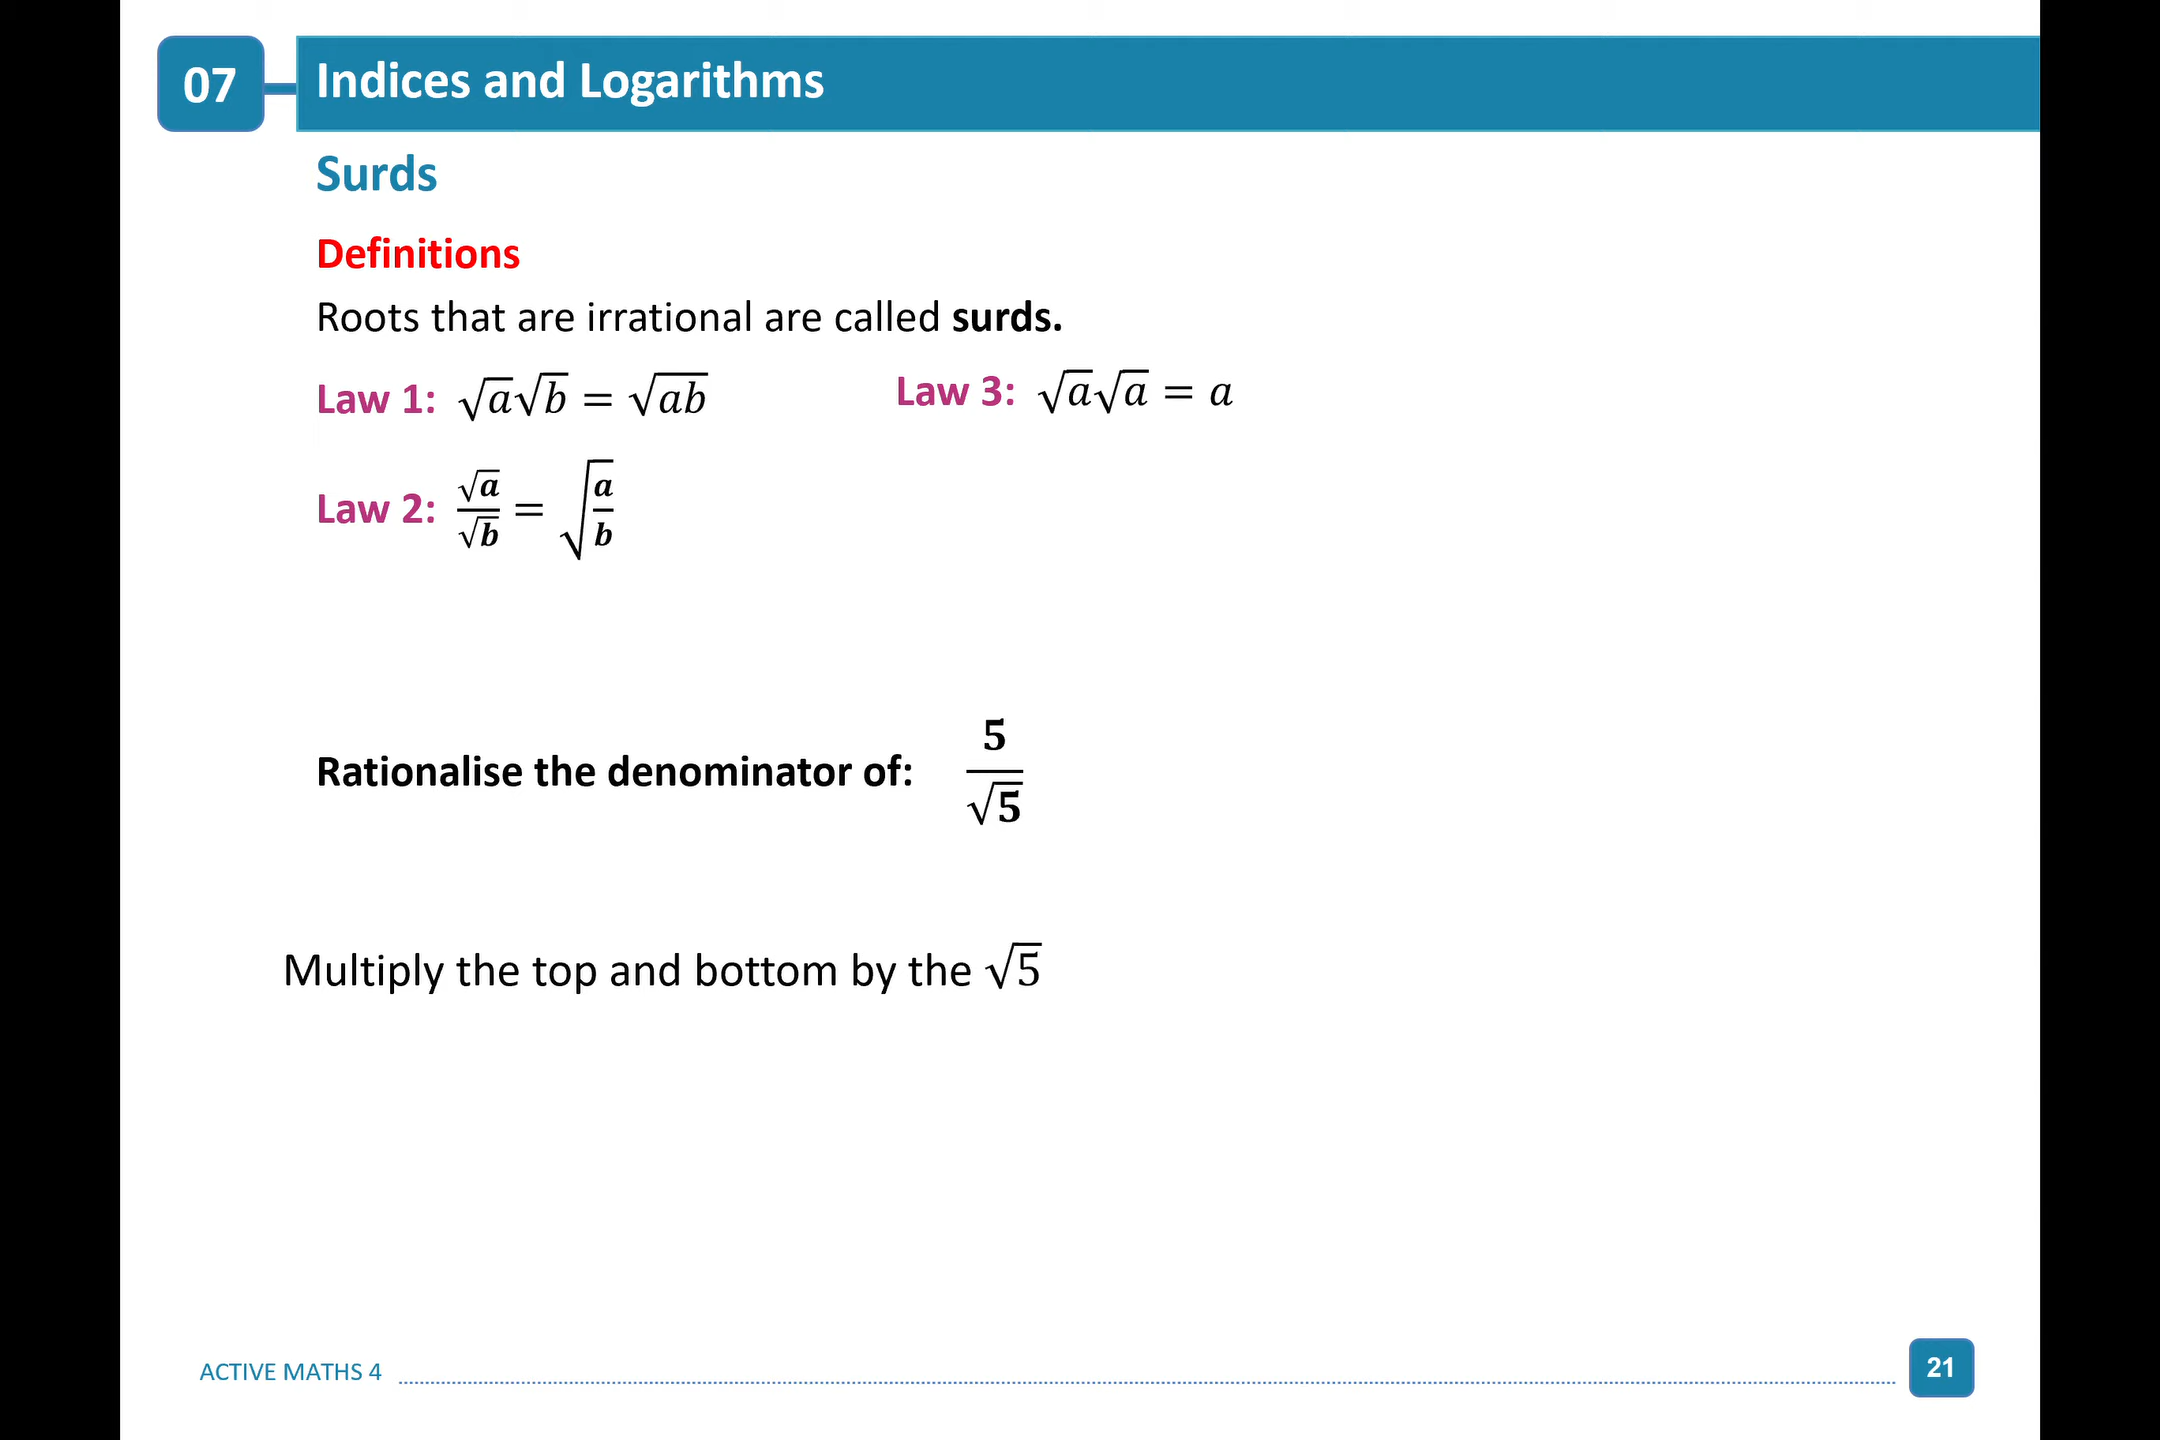 07 Indices and Logarithms
Surds
Definitions
Roots that are irrational are called surds.
Law 1: √a√b = √ab
Law 3: √a√a = a
Law 2: √a/√b = √(a/b)
Rationalise the denominator of: 5/√5
Multiply the top and bottom by the √5
ACTIVE MATHS 4
21